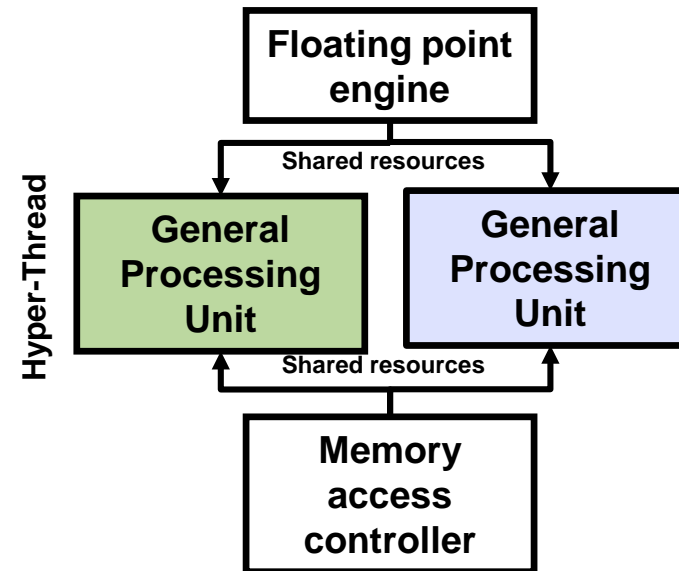 Floating point
engine
Shared resources
Hyper-Thread
General
Processing
Unit
General
Processing
Unit
Shared resources
Memory
access
controller